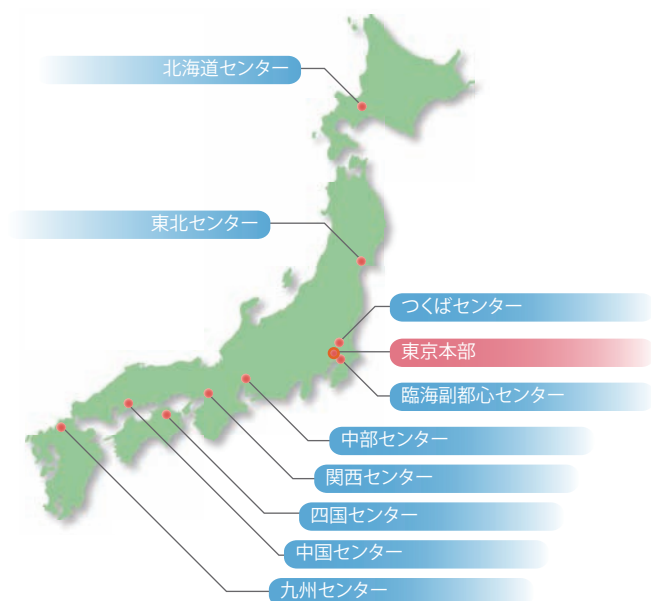 北海道センター
東北センター
つくばセンター
東京本部
臨海副都心センター
中部センター
関西センター
四国センター
中国センター
九州センター